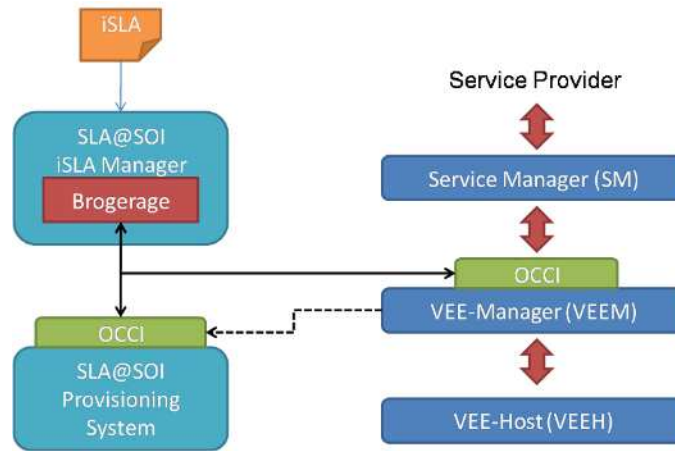 iSLA
SLA@SOI
iSLA Manager
Brogerage
OCCI
SLA@SOI
Provisioning
System
Service Provider
Service Manager (SM)
OCCI
VEE-Manager (VEEM)
VEE-Host (VEEH)